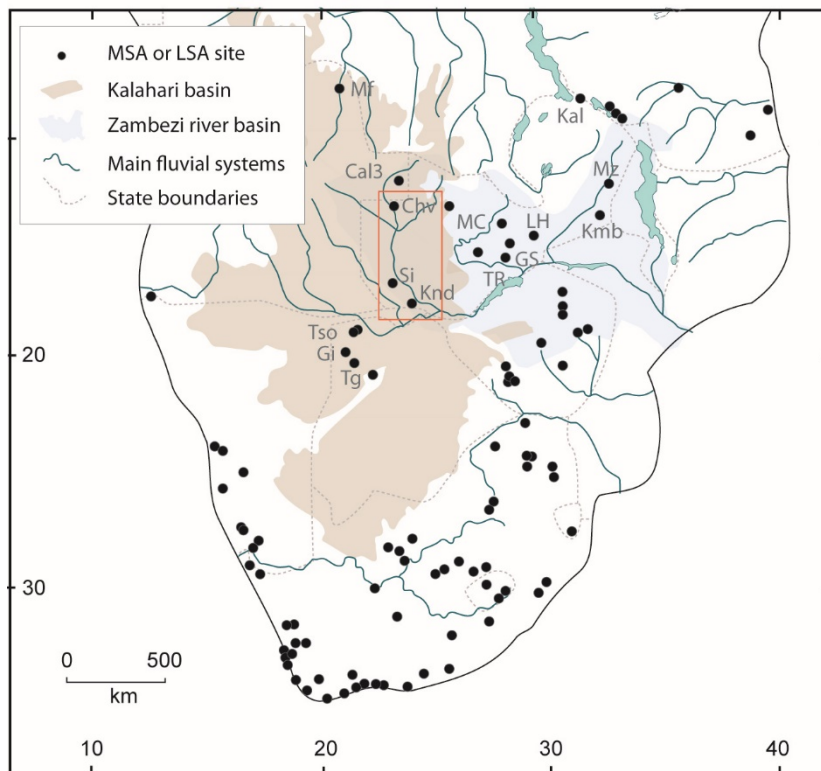 MSA or LSA site
Kalahari basin
Zambezi river basin
Main fluvial systems
State boundaries
Mf
Kal
Cal3
Mz
Chv
MC
LH
Kmb
GS
Si
TR
Knd
Tso
20
Gi
Tg
30
0 500
km
10 20 30 40